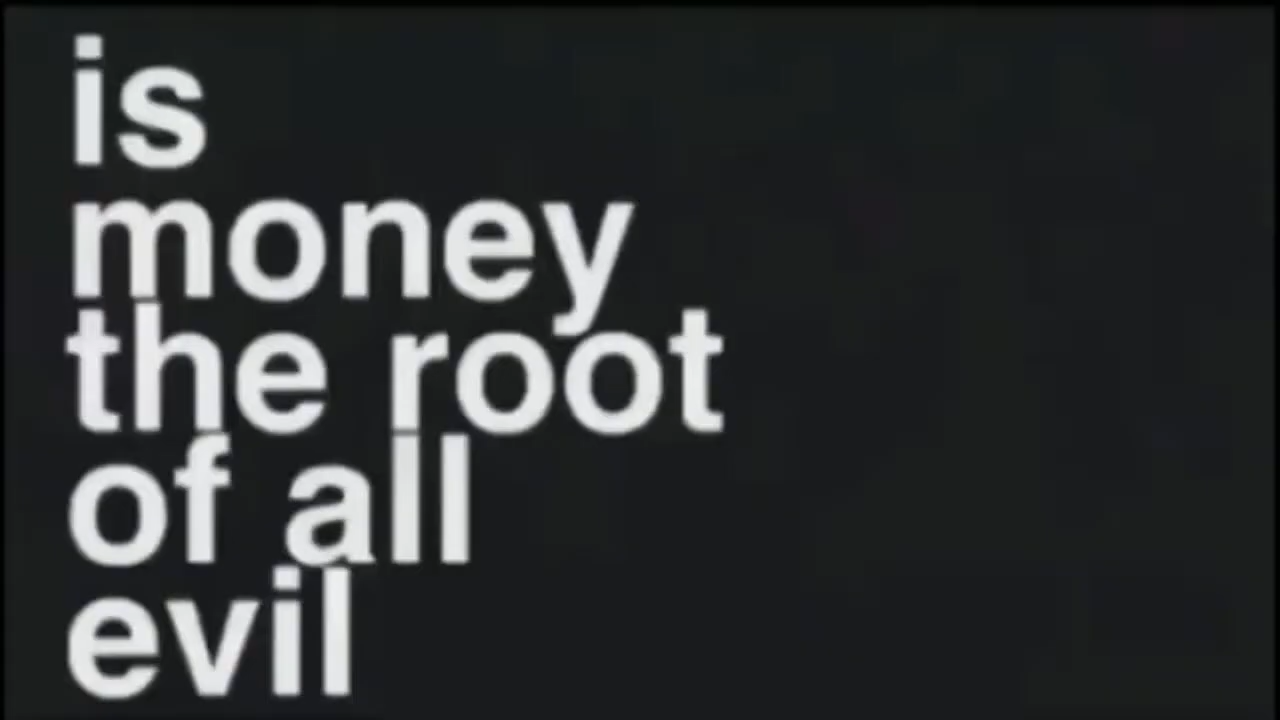 is
money
the root
of all
evil